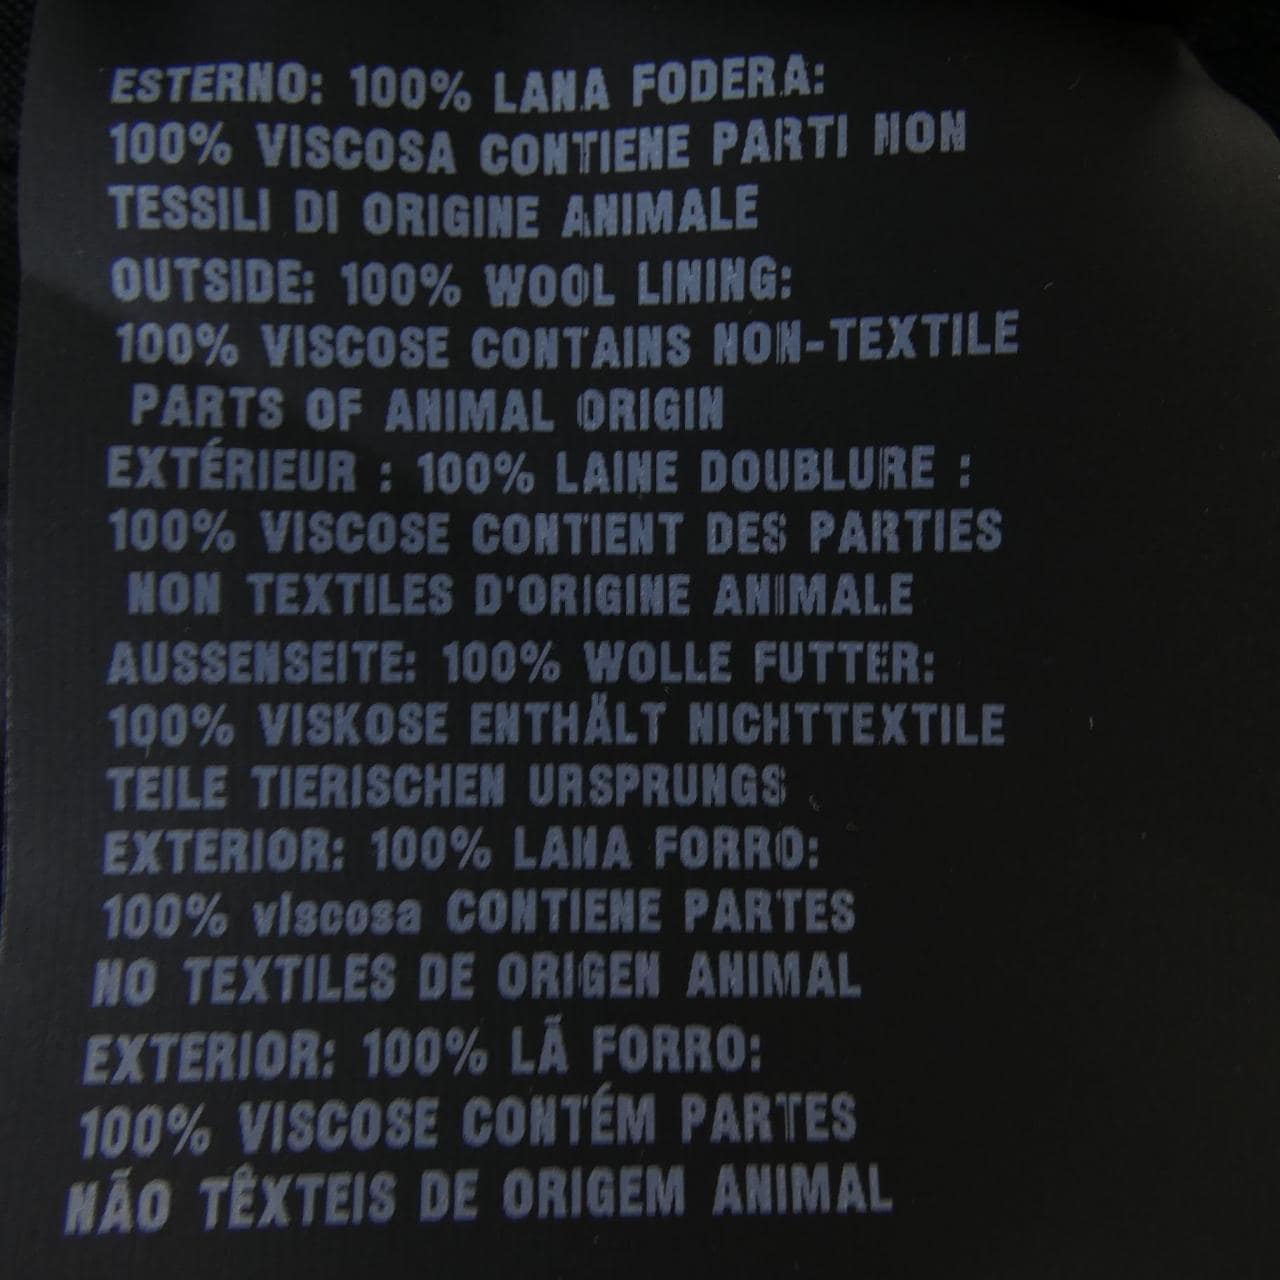 ESTERNO: 100% LANA FODERA:
100% VISCOSA CONTIENE PARTI NON
TESSILI DI ORIGINE ANIMALE
OUTSIDE: 100% WOOL LINING:
100% VISCOSE CONTAINS NON-TEXTILE
PARTS OF ANIMAL ORIGIN
EXTÉRIEUR : 100% LAINE DOUBLURE :
100% VISCOSE CONTIENT DES PARTIES
NON TEXTILES D'ORIGINE ANIMALE
AUSSENSEITE: 100% WOLLE FUTTER:
100% VISKOSE ENTHÄLT NICHTTEXTILE
TEILE TIERISCHEN URSPRUNGS
EXTERIOR: 100% LANA FORRO:
100% viscosa CONTIENE PARTES
NO TEXTILES DE ORIGEN ANIMAL
EXTERIOR: 100% LÃ FORRO:
100% VISCOSE CONTÉM PARTES
NÃO TÊXTEIS DE ORIGEM ANIMAL